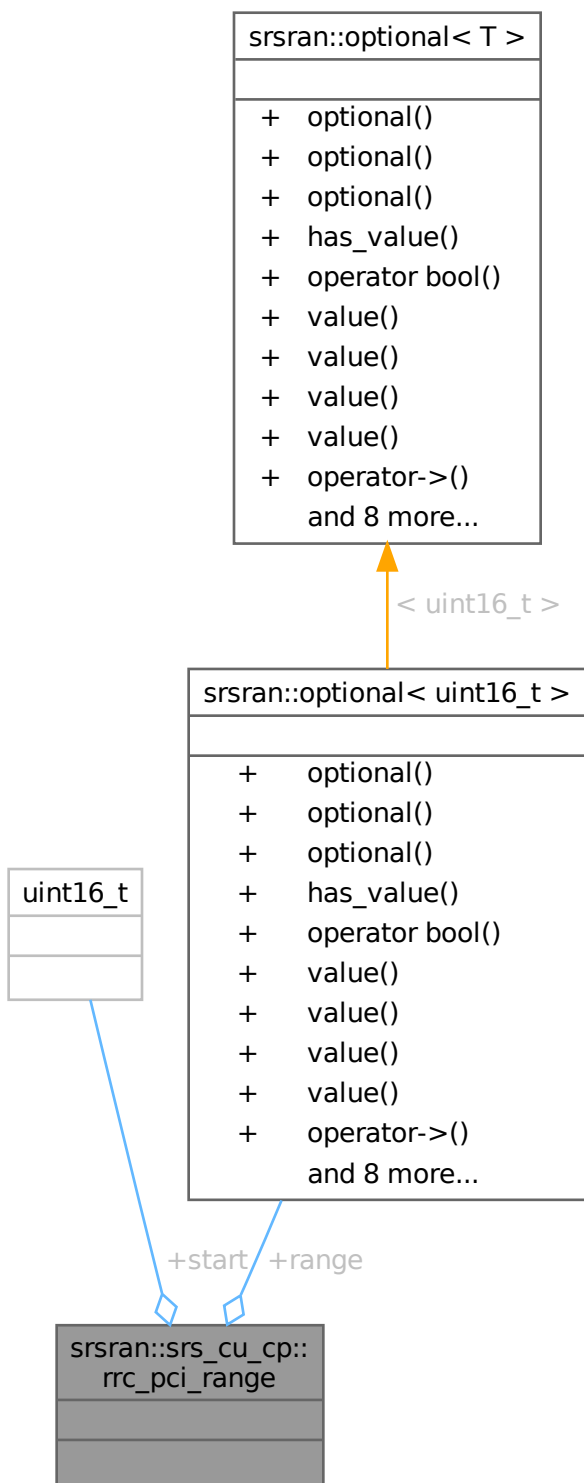 srsran::optional< T >
+ optional()
+ optional()
+ optional()
+ has_value()
+ operator bool()
+ value()
+ value()
+ value()
+ value()
+ operator->()
and 8 more...
< uint16_t >
srsran::optional< uint16_t >
+ optional()
+ optional()
+ optional()
+ has_value()
+ operator bool()
+ value()
+ value()
+ value()
+ value()
+ operator->()
and 8 more...
uint16_t
+start
+range
srsran::srs_cu_cp::
rrc_pci_range